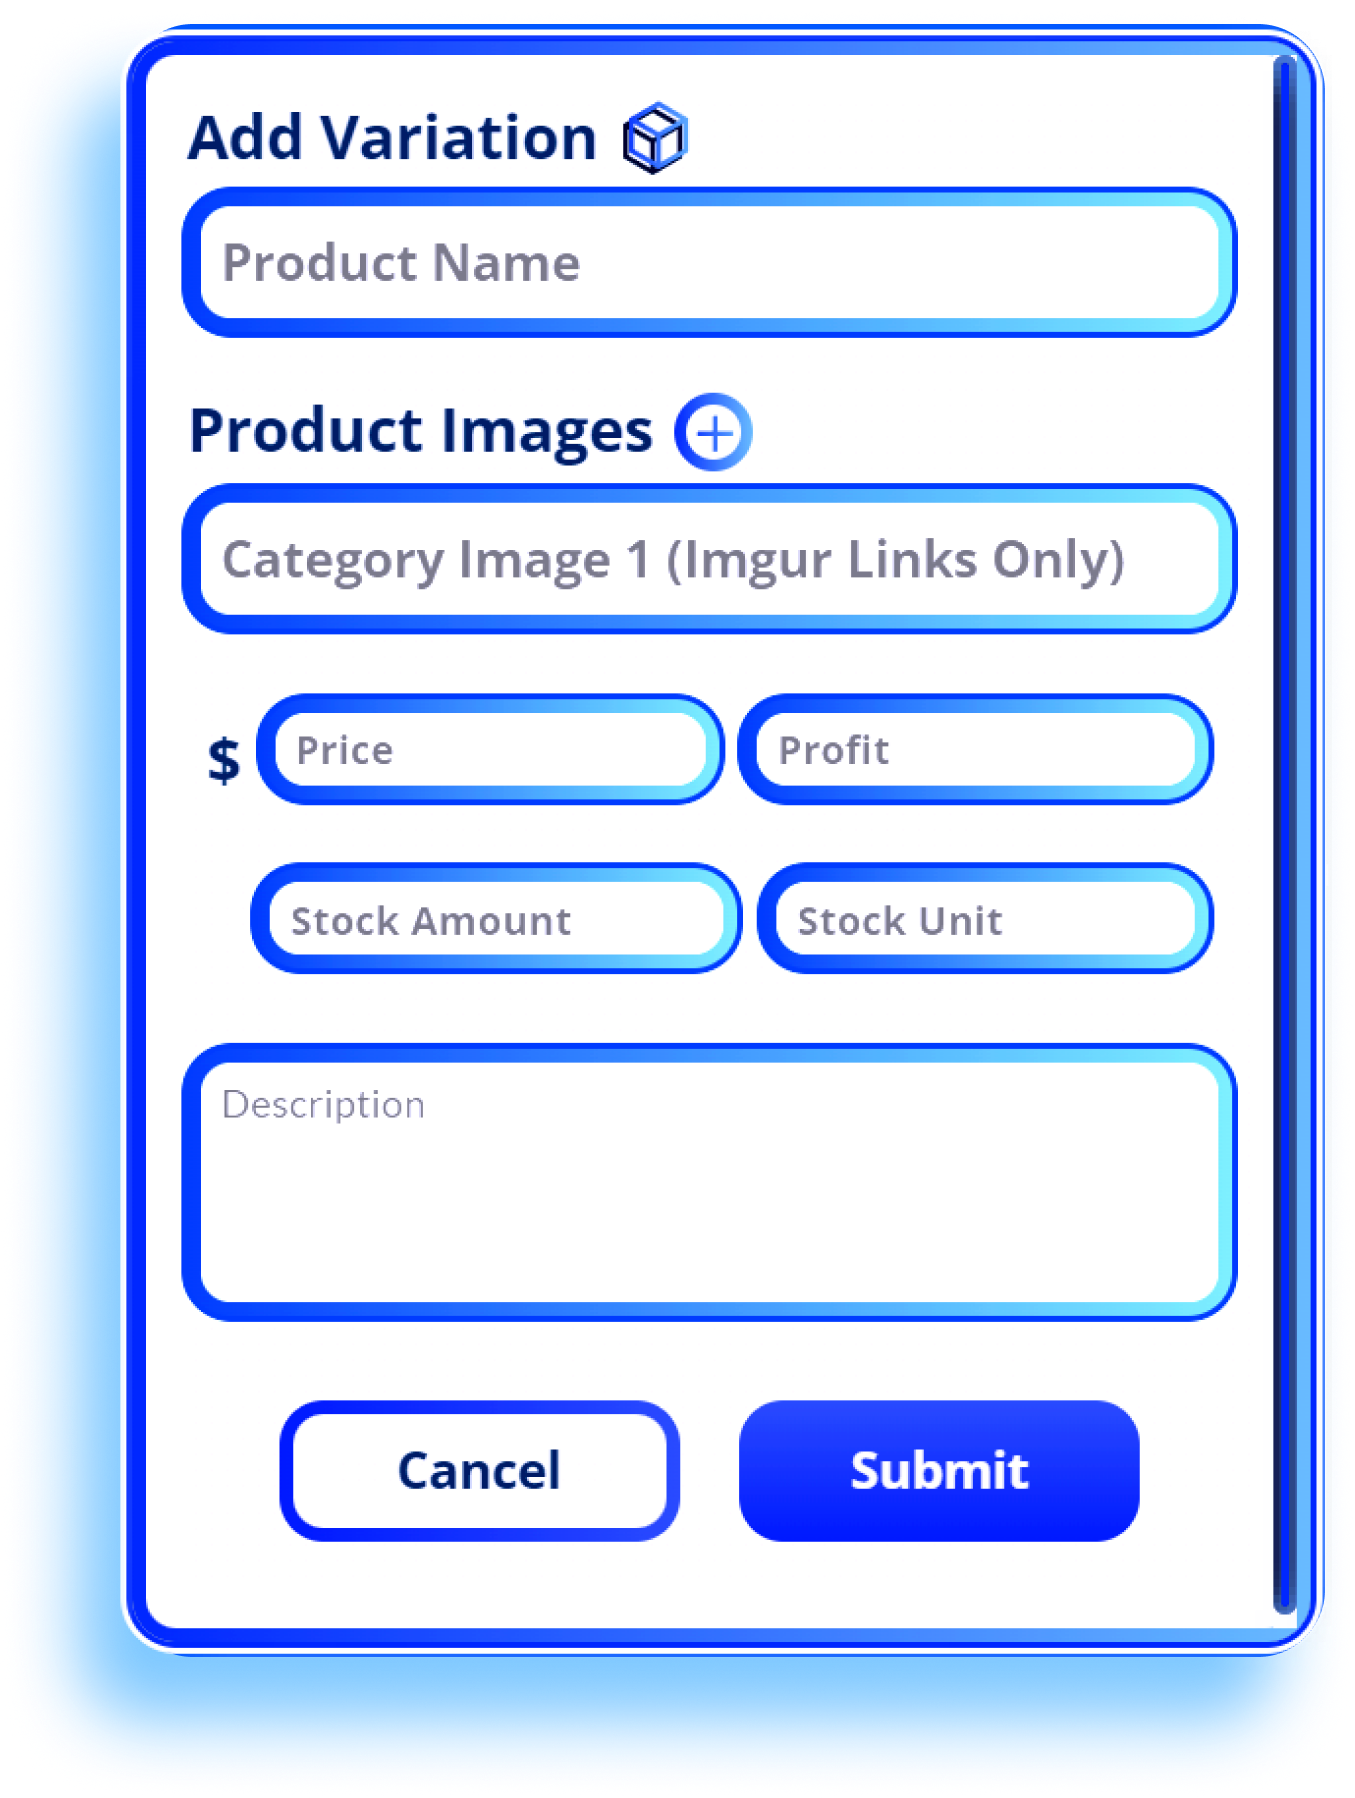 Add Variation
Product Name
Product Images
Category Image 1 (Imgur Links Only)
$ Price Profit
Stock Amount Stock Unit
Description
Cancel Submit